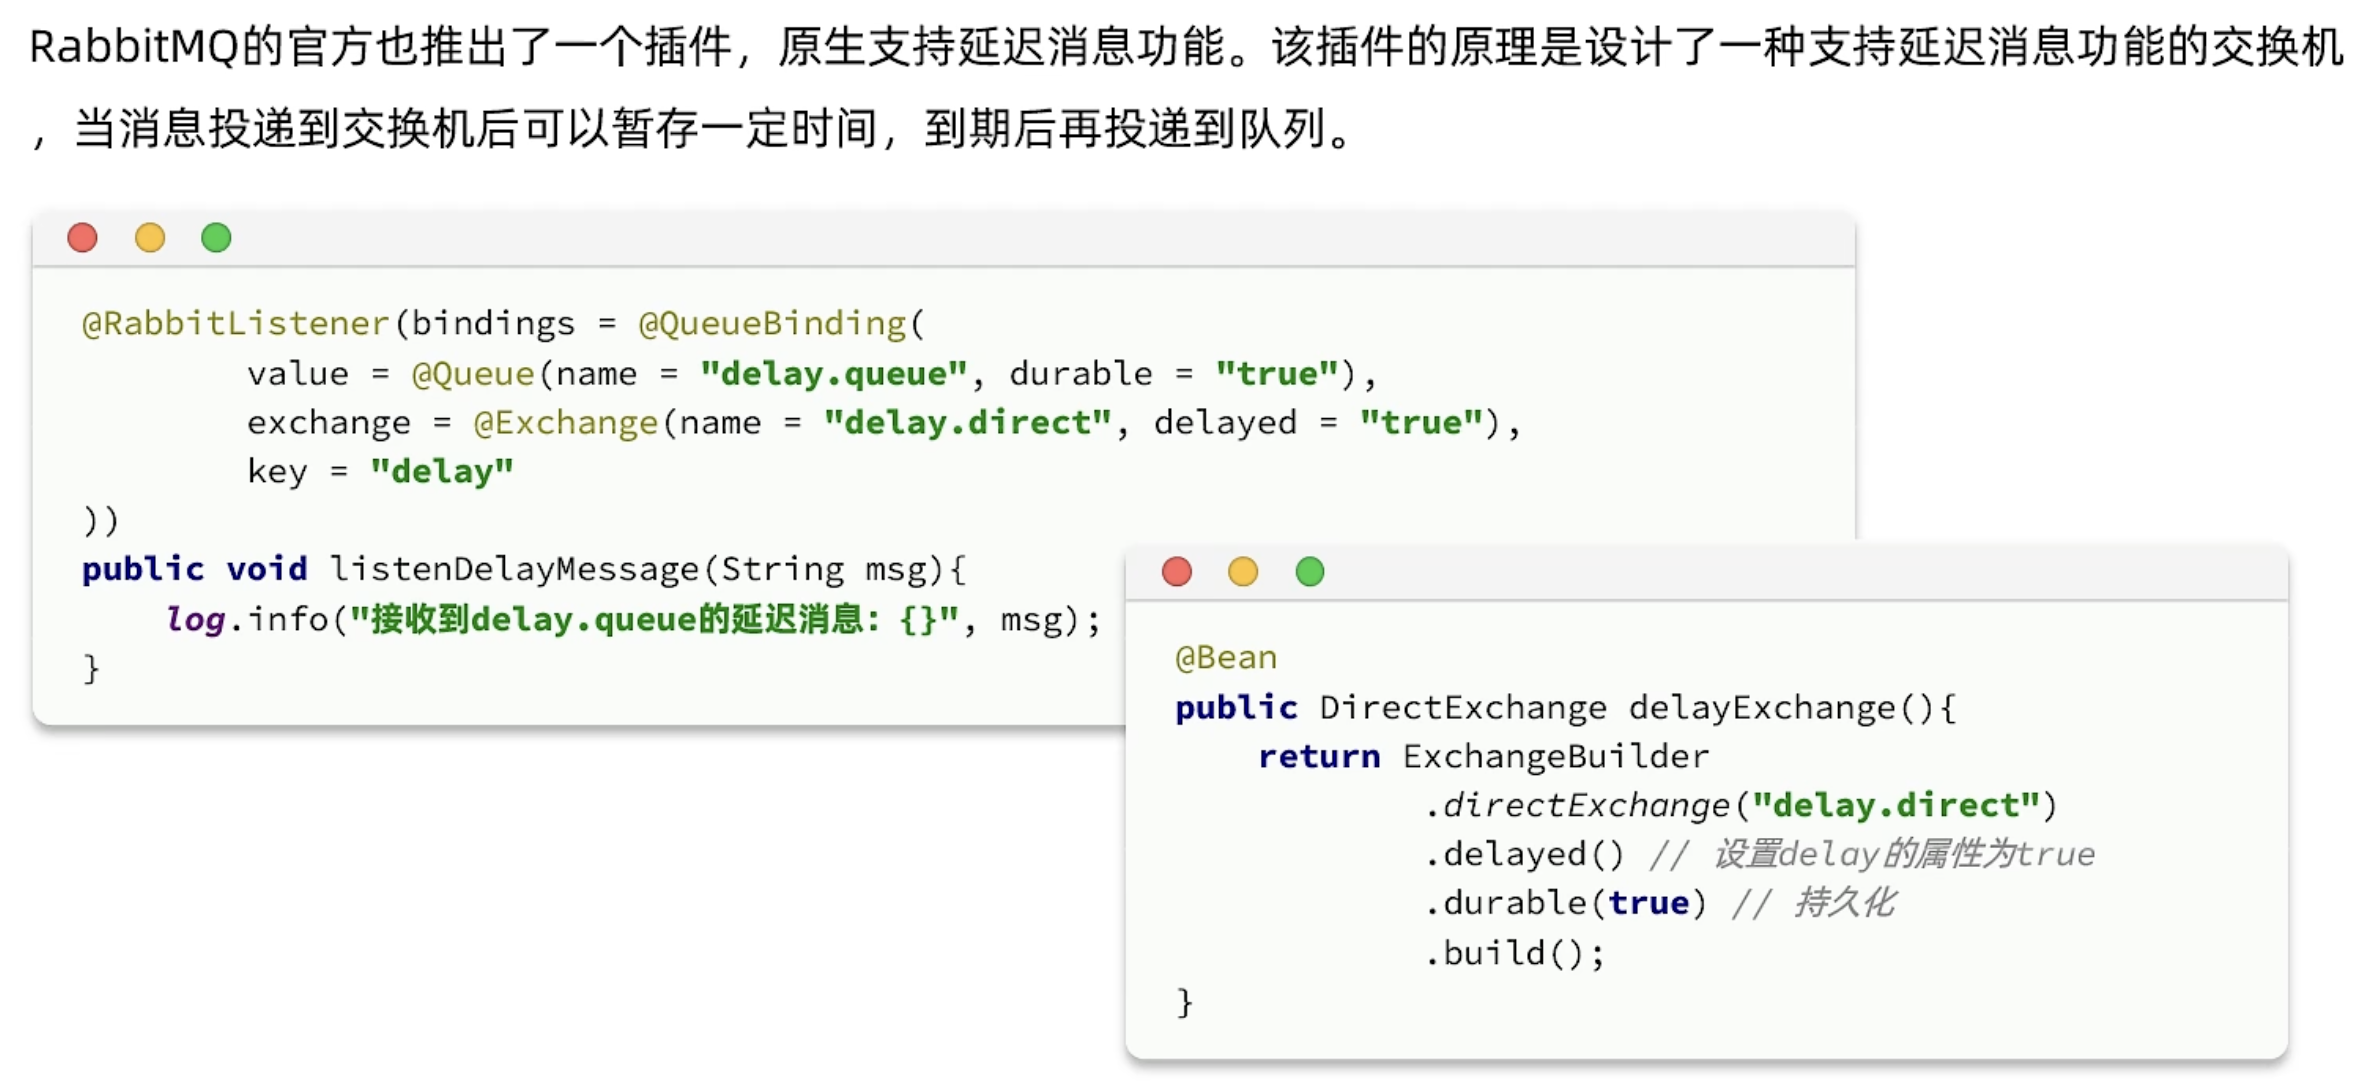 RabbitMQ的官方也推出了一个插件，原生支持延迟消息功能。该插件的原理是设计了一种支持延迟消息功能的交换机
，当消息投递到交换机后可以暂存一定时间，到期后再投递到队列。
@RabbitListener(bindings = @QueueBinding(
        value = @Queue(name = "delay.queue", durable = "true"),
        exchange = @Exchange(name = "delay.direct", delayed = "true"),
        key = "delay"
))
public void listenDelayMessage(String msg){
    log.info("接收到delay.queue的延迟消息：{}", msg);
}
@Bean
public DirectExchange delayExchange(){
    return ExchangeBuilder
            .directExchange("delay.direct")
            .delayed() // 设置delay的属性为true
            .durable(true) // 持久化
            .build();
}